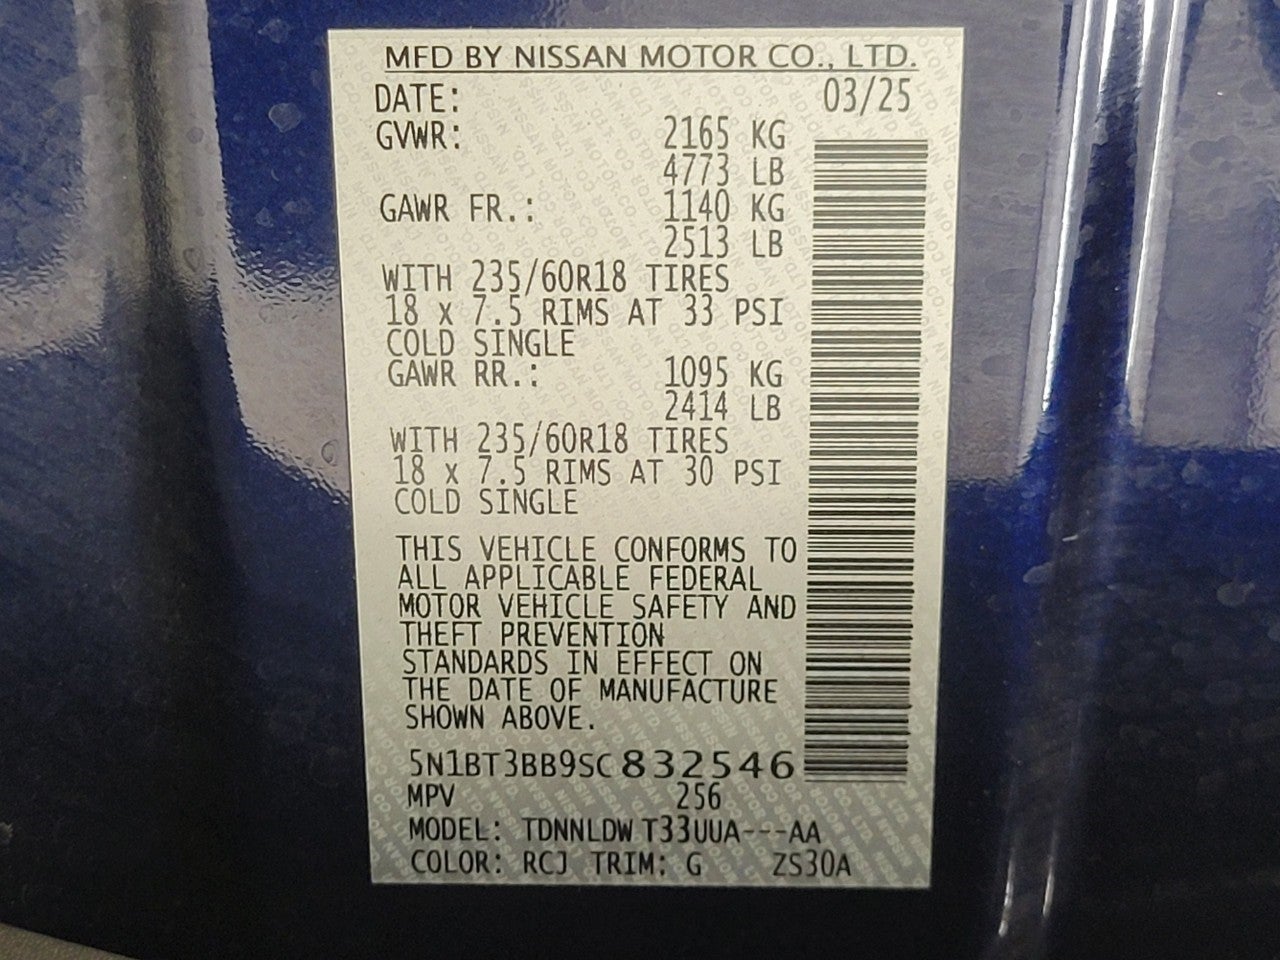 MFD BY NISSAN MOTOR CO., LTD.
DATE: 03/25
GVWR: 2165 KG
4773 LB
GAWR FR.: 1140 KG
2513 LB
WITH 235/60R18 TIRES
18 x 7.5 RIMS AT 33 PSI
COLD SINGLE
GAWR RR.: 1095 KG
2414 LB
WITH 235/60R18 TIRES
18 x 7.5 RIMS AT 30 PSI
COLD SINGLE
THIS VEHICLE CONFORMS TO
ALL APPLICABLE FEDERAL
MOTOR VEHICLE SAFETY AND
THEFT PREVENTION
STANDARDS IN EFFECT ON
THE DATE OF MANUFACTURE
SHOWN ABOVE.
5N1BT3BB9SC832546
MPV 256
MODEL: TDNNLDW T33UUA---AA
COLOR: RCJ TRIM: G ZS30A